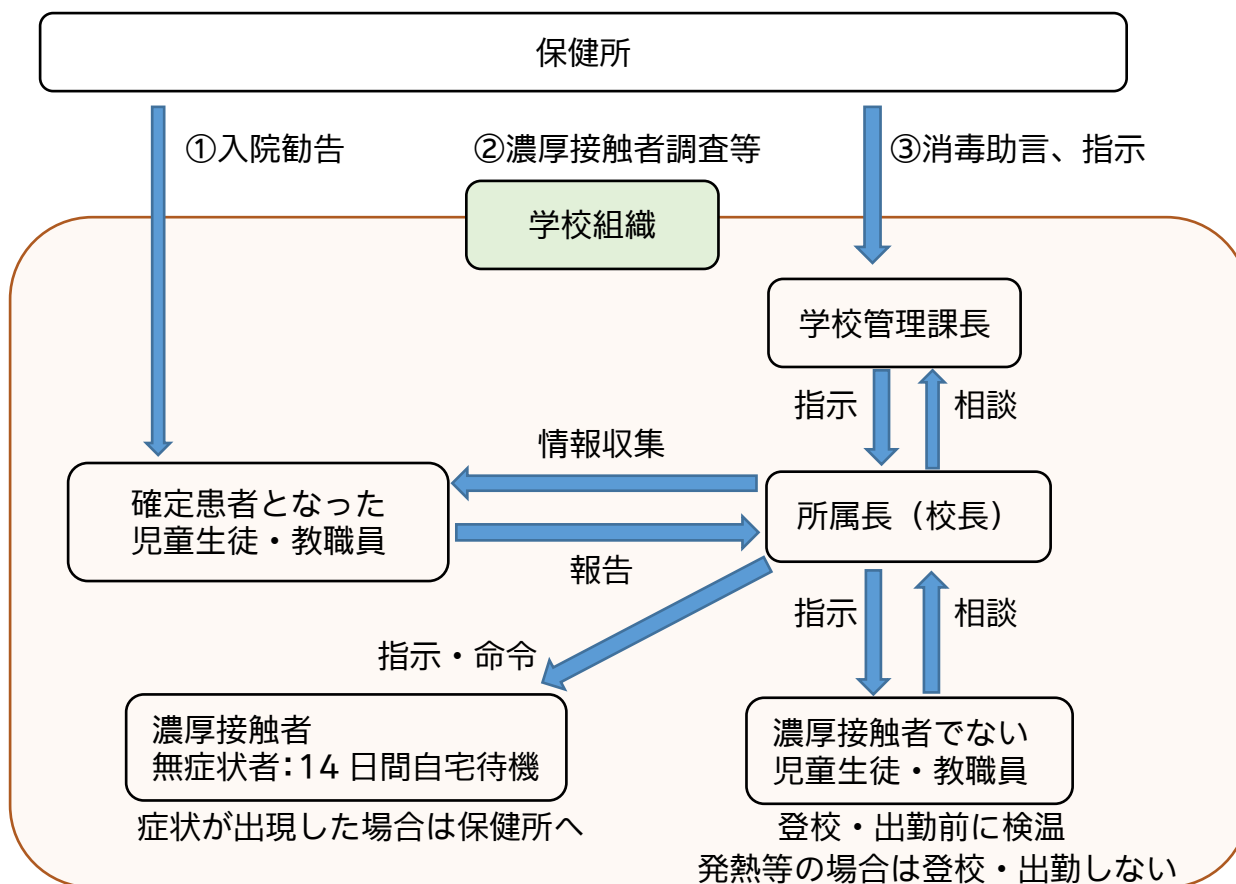 保健所
①入院勧告
②濃厚接触者調査等
③消毒助言、指示
学校組織
学校管理課長
指示
相談
情報収集
確定患者となった
児童生徒・教職員
所属長（校長）
報告
指示
相談
指示・命令
濃厚接触者
無症状者：14日間自宅待機
濃厚接触者でない
児童生徒・教職員
症状が出現した場合は保健所へ
登校・出勤前に検温
発熱等の場合は登校・出勤しない